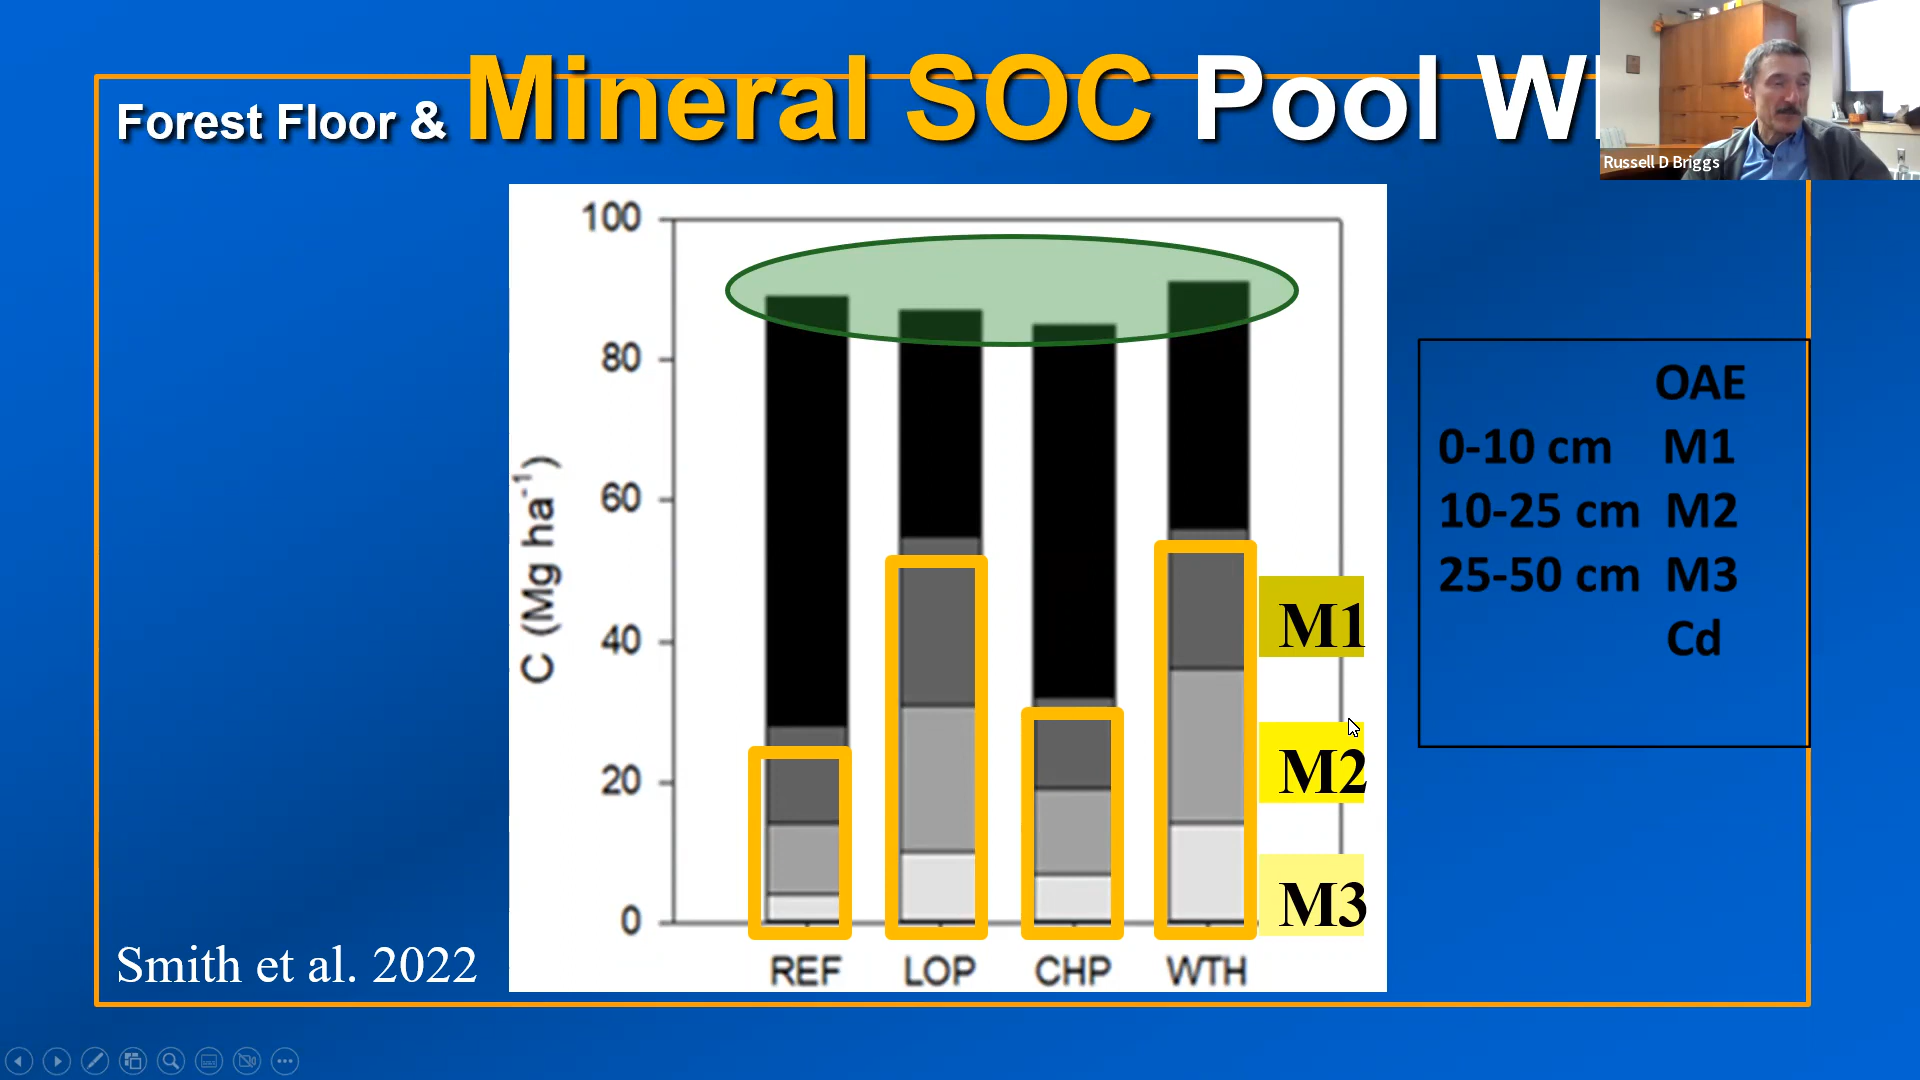 Forest Floor & Mineral SOC Pool W
Russell D Briggs
100
80
60
40
20
0
C (Mg ha⁻¹)
REF LOP CHP WTH
M1
M2
M3
OAE
0-10 cm M1
10-25 cm M2
25-50 cm M3
Cd
Smith et al. 2022